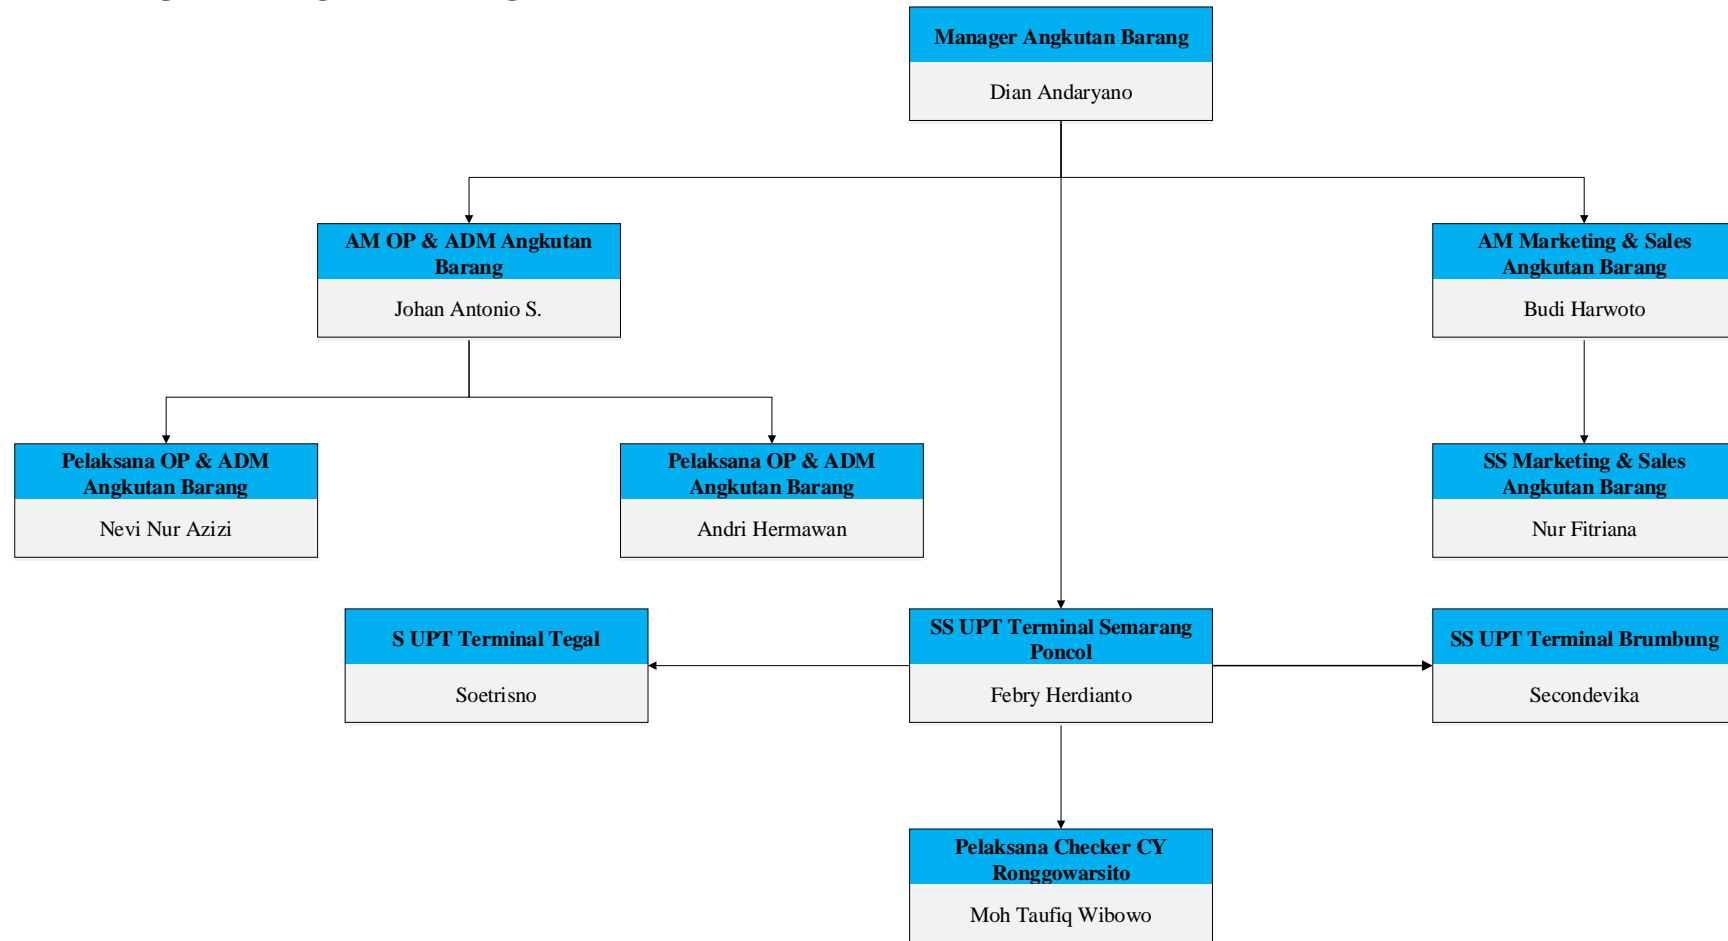 Manager Angkutan Barang
Dian Andaryano
AM OP & ADM Angkutan
Barang
Johan Antonio S.
AM Marketing & Sales
Angkutan Barang
Budi Harwoto
Pelaksana OP & ADM
Angkutan Barang
Nevi Nur Azizi
Pelaksana OP & ADM
Angkutan Barang
Andri Hermawan
SS Marketing & Sales
Angkutan Barang
Nur Fitriana
S UPT Terminal Tegal
Soetrisno
SS UPT Terminal Semarang
Poncol
Febry Herdianto
SS UPT Terminal Brumbung
Secondevika
Pelaksana Checker CY
Ronggowarsito
Moh Taufiq Wibowo